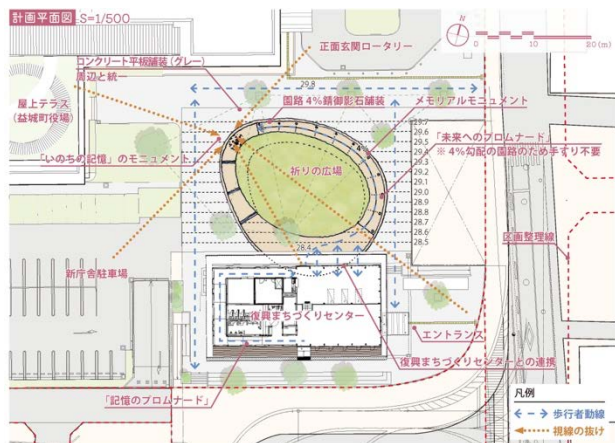 計画平面図 S=1/500
N
0 10 20 (m)
正面玄関ロータリー
コンクリート平板舗装(グレー)
周辺と統一
29.8
屋上テラス
(益城町役場)
園路 4%錆御影石舗装
メモリアルモニュメント
「いのちの記憶」のモニュメント
「未来へのプロムナード」
※ 4%勾配の園路のため手すり不要
29.7
29.6
29.5
29.4
29.3
29.2
29.1
29.0
28.9
28.8
28.7
28.6
28.5
祈りの広場
28.4
区画整理線
新庁舎駐車場
復興まちづくりセンター
エントランス
復興まちづくりセンターとの連携
「記憶のプロムナード」
凡例
歩行者動線
視線の抜け